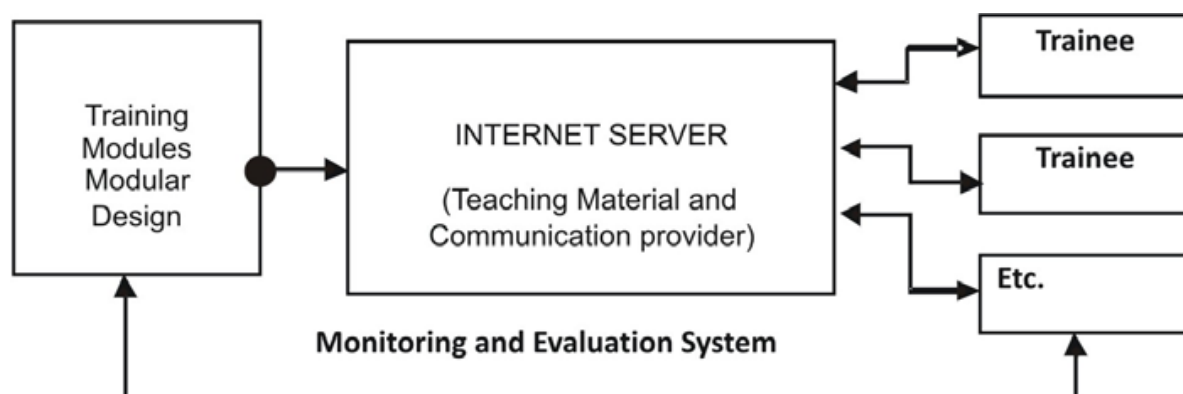 Training
Modules
Modular
Design
INTERNET SERVER
(Teaching Material and
Communication provider)
Trainee
Trainee
Etc.
Monitoring and Evaluation System